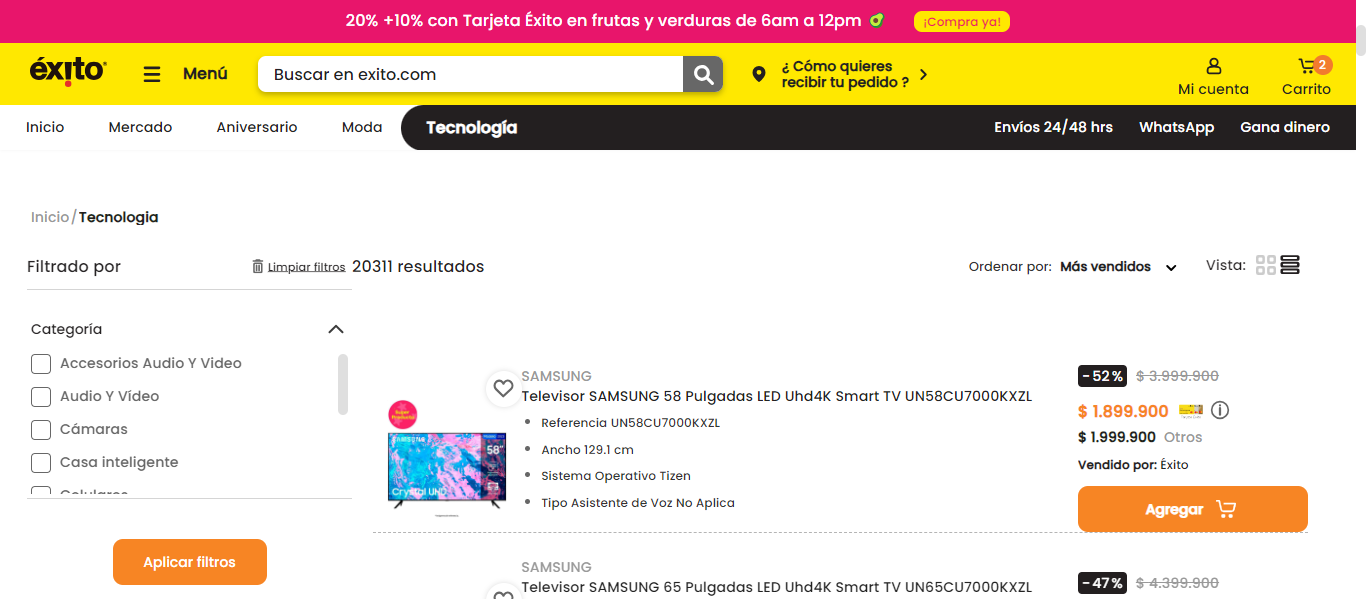 20% +10% con Tarjeta Éxito en frutas y verduras de 6am a 12pm
¡Compra ya!
éxito
Menú
Buscar en exito.com
¿ Cómo quieres
recibir tu pedido ?
Mi cuenta
2
Carrito
Inicio
Mercado
Aniversario
Moda
Tecnología
Envíos 24/48 hrs
WhatsApp
Gana dinero
Inicio / Tecnologia
Filtrado por
Limpiar filtros
20311 resultados
Ordenar por: Más vendidos
Vista:
Categoría
Accesorios Audio Y Video
Audio Y Vídeo
Cámaras
Casa inteligente
Celulares
Aplicar filtros
SAMSUNG
Televisor SAMSUNG 58 Pulgadas LED Uhd4K Smart TV UN58CU7000KXZL
• Referencia UN58CU7000KXZL
• Ancho 129.1 cm
• Sistema Operativo Tizen
• Tipo Asistente de Voz No Aplica
58"
Crystal UHD
-52% $ 3.999.900
$ 1.899.900
$ 1.999.900 Otros
Vendido por: Éxito
Agregar
SAMSUNG
Televisor SAMSUNG 65 Pulgadas LED Uhd4K Smart TV UN65CU7000KXZL
-47% $ 4.399.900